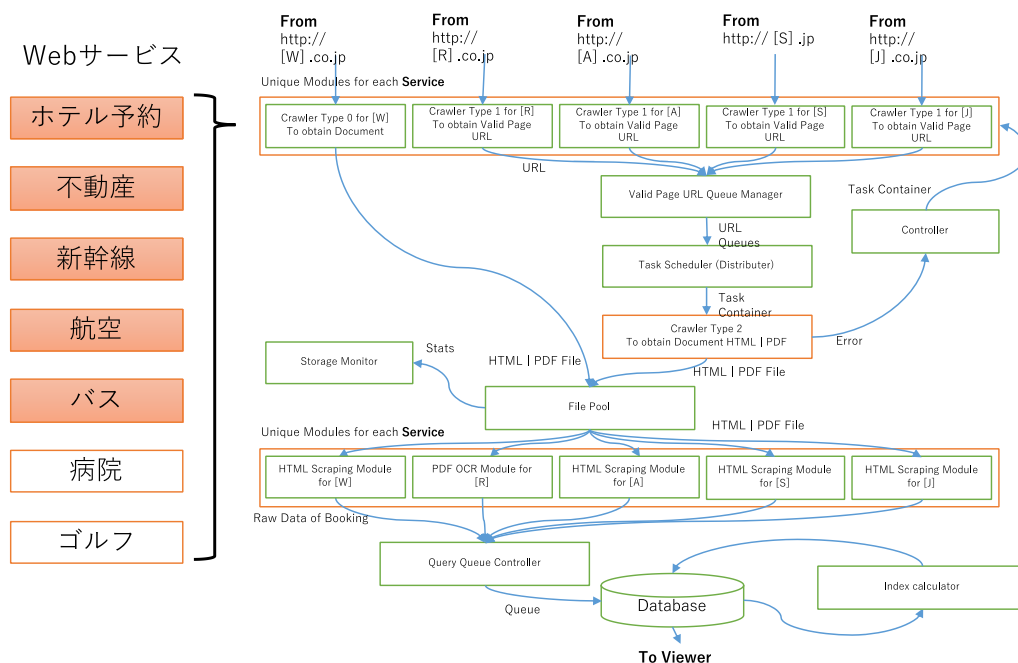 Webサービス
ホテル予約
不動産
新幹線
航空
バス
病院
ゴルフ
From
http://
[W] .co.jp
From
http://
[R] .co.jp
From
http://
[A] .co.jp
From
http:// [S] .jp
From
http://
[J] .co.jp
Unique Modules for each Service
Crawler Type 0 for [W]
To obtain Document
Crawler Type 1 for [R]
To obtain Valid Page
URL
Crawler Type 1 for [A]
To obtain Valid Page
URL
Crawler Type 1 for [S]
To obtain Valid Page
URL
Crawler Type 1 for [J]
To obtain Valid Page
URL
URL
Valid Page URL Queue Manager
Task Container
URL
Queues
Controller
Task Scheduler (Distributer)
Task
Container
Crawler Type 2
To obtain Document HTML | PDF
Error
Stats
Storage Monitor
HTML | PDF File
HTML | PDF File
File Pool
HTML | PDF File
Unique Modules for each Service
HTML Scraping Module
for [W]
PDF OCR Module for
[R]
HTML Scraping Module
for [A]
HTML Scraping Module
for [S]
HTML Scraping Module
for [J]
Raw Data of Booking
Query Queue Controller
Queue
Database
Index calculator
To Viewer